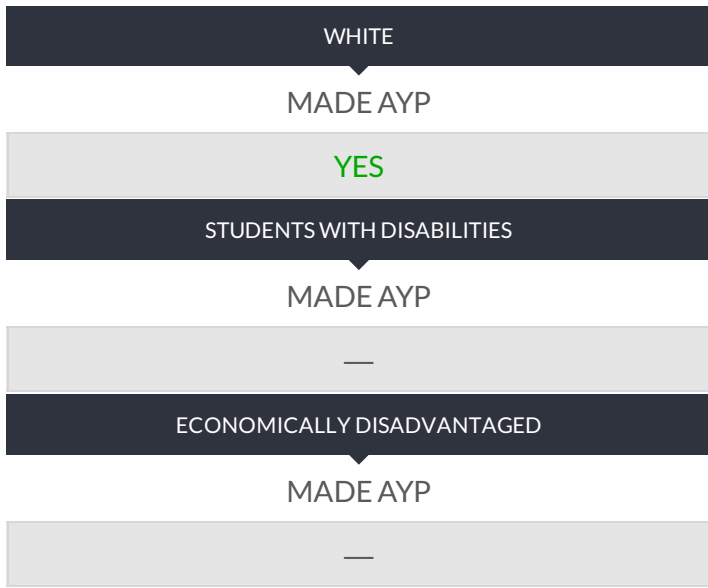 WHITE
MADE AYP
YES
STUDENTS WITH DISABILITIES
MADE AYP
—
ECONOMICALLY DISADVANTAGED
MADE AYP
—